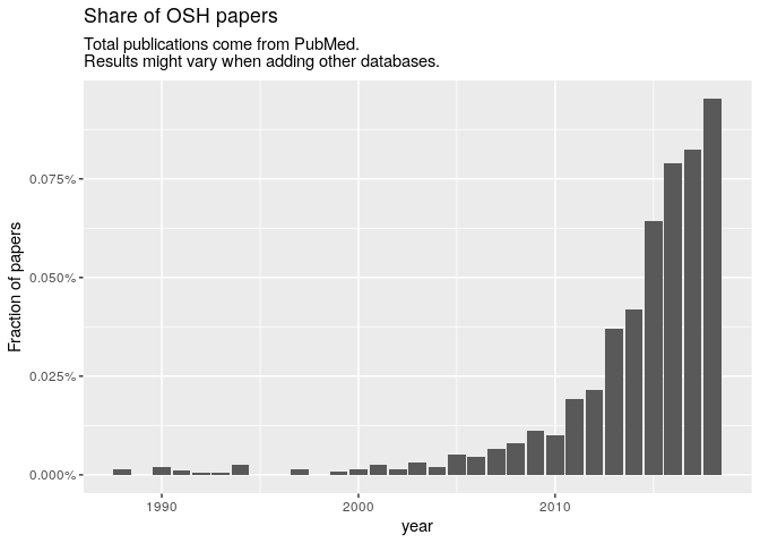 Share of OSH papers
Total publications come from PubMed.
Results might vary when adding other databases.
Fraction of papers
0.075%
0.050%
0.025%
0.000%
1990
2000
2010
year